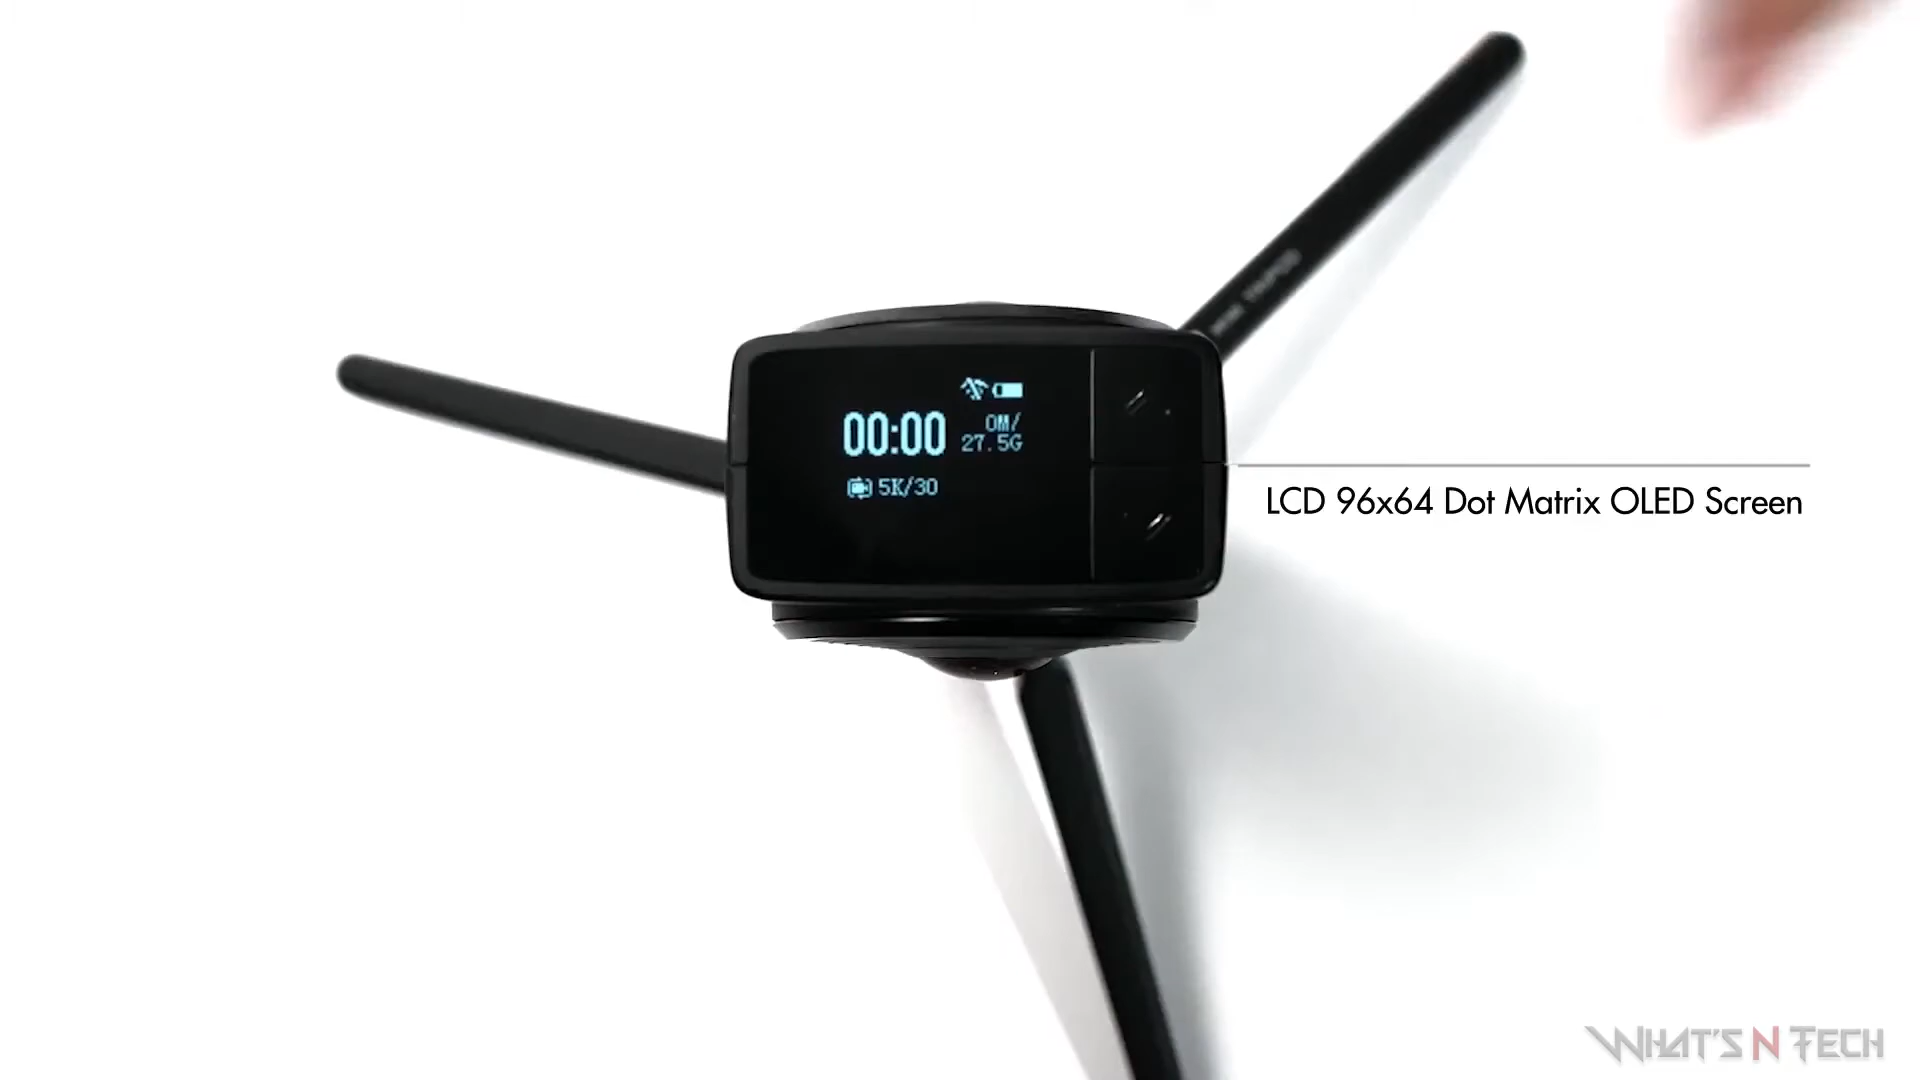 00:00
0M/
27.5G
5K/30
LCD 96x64 Dot Matrix OLED Screen
WHAT'S N TECH